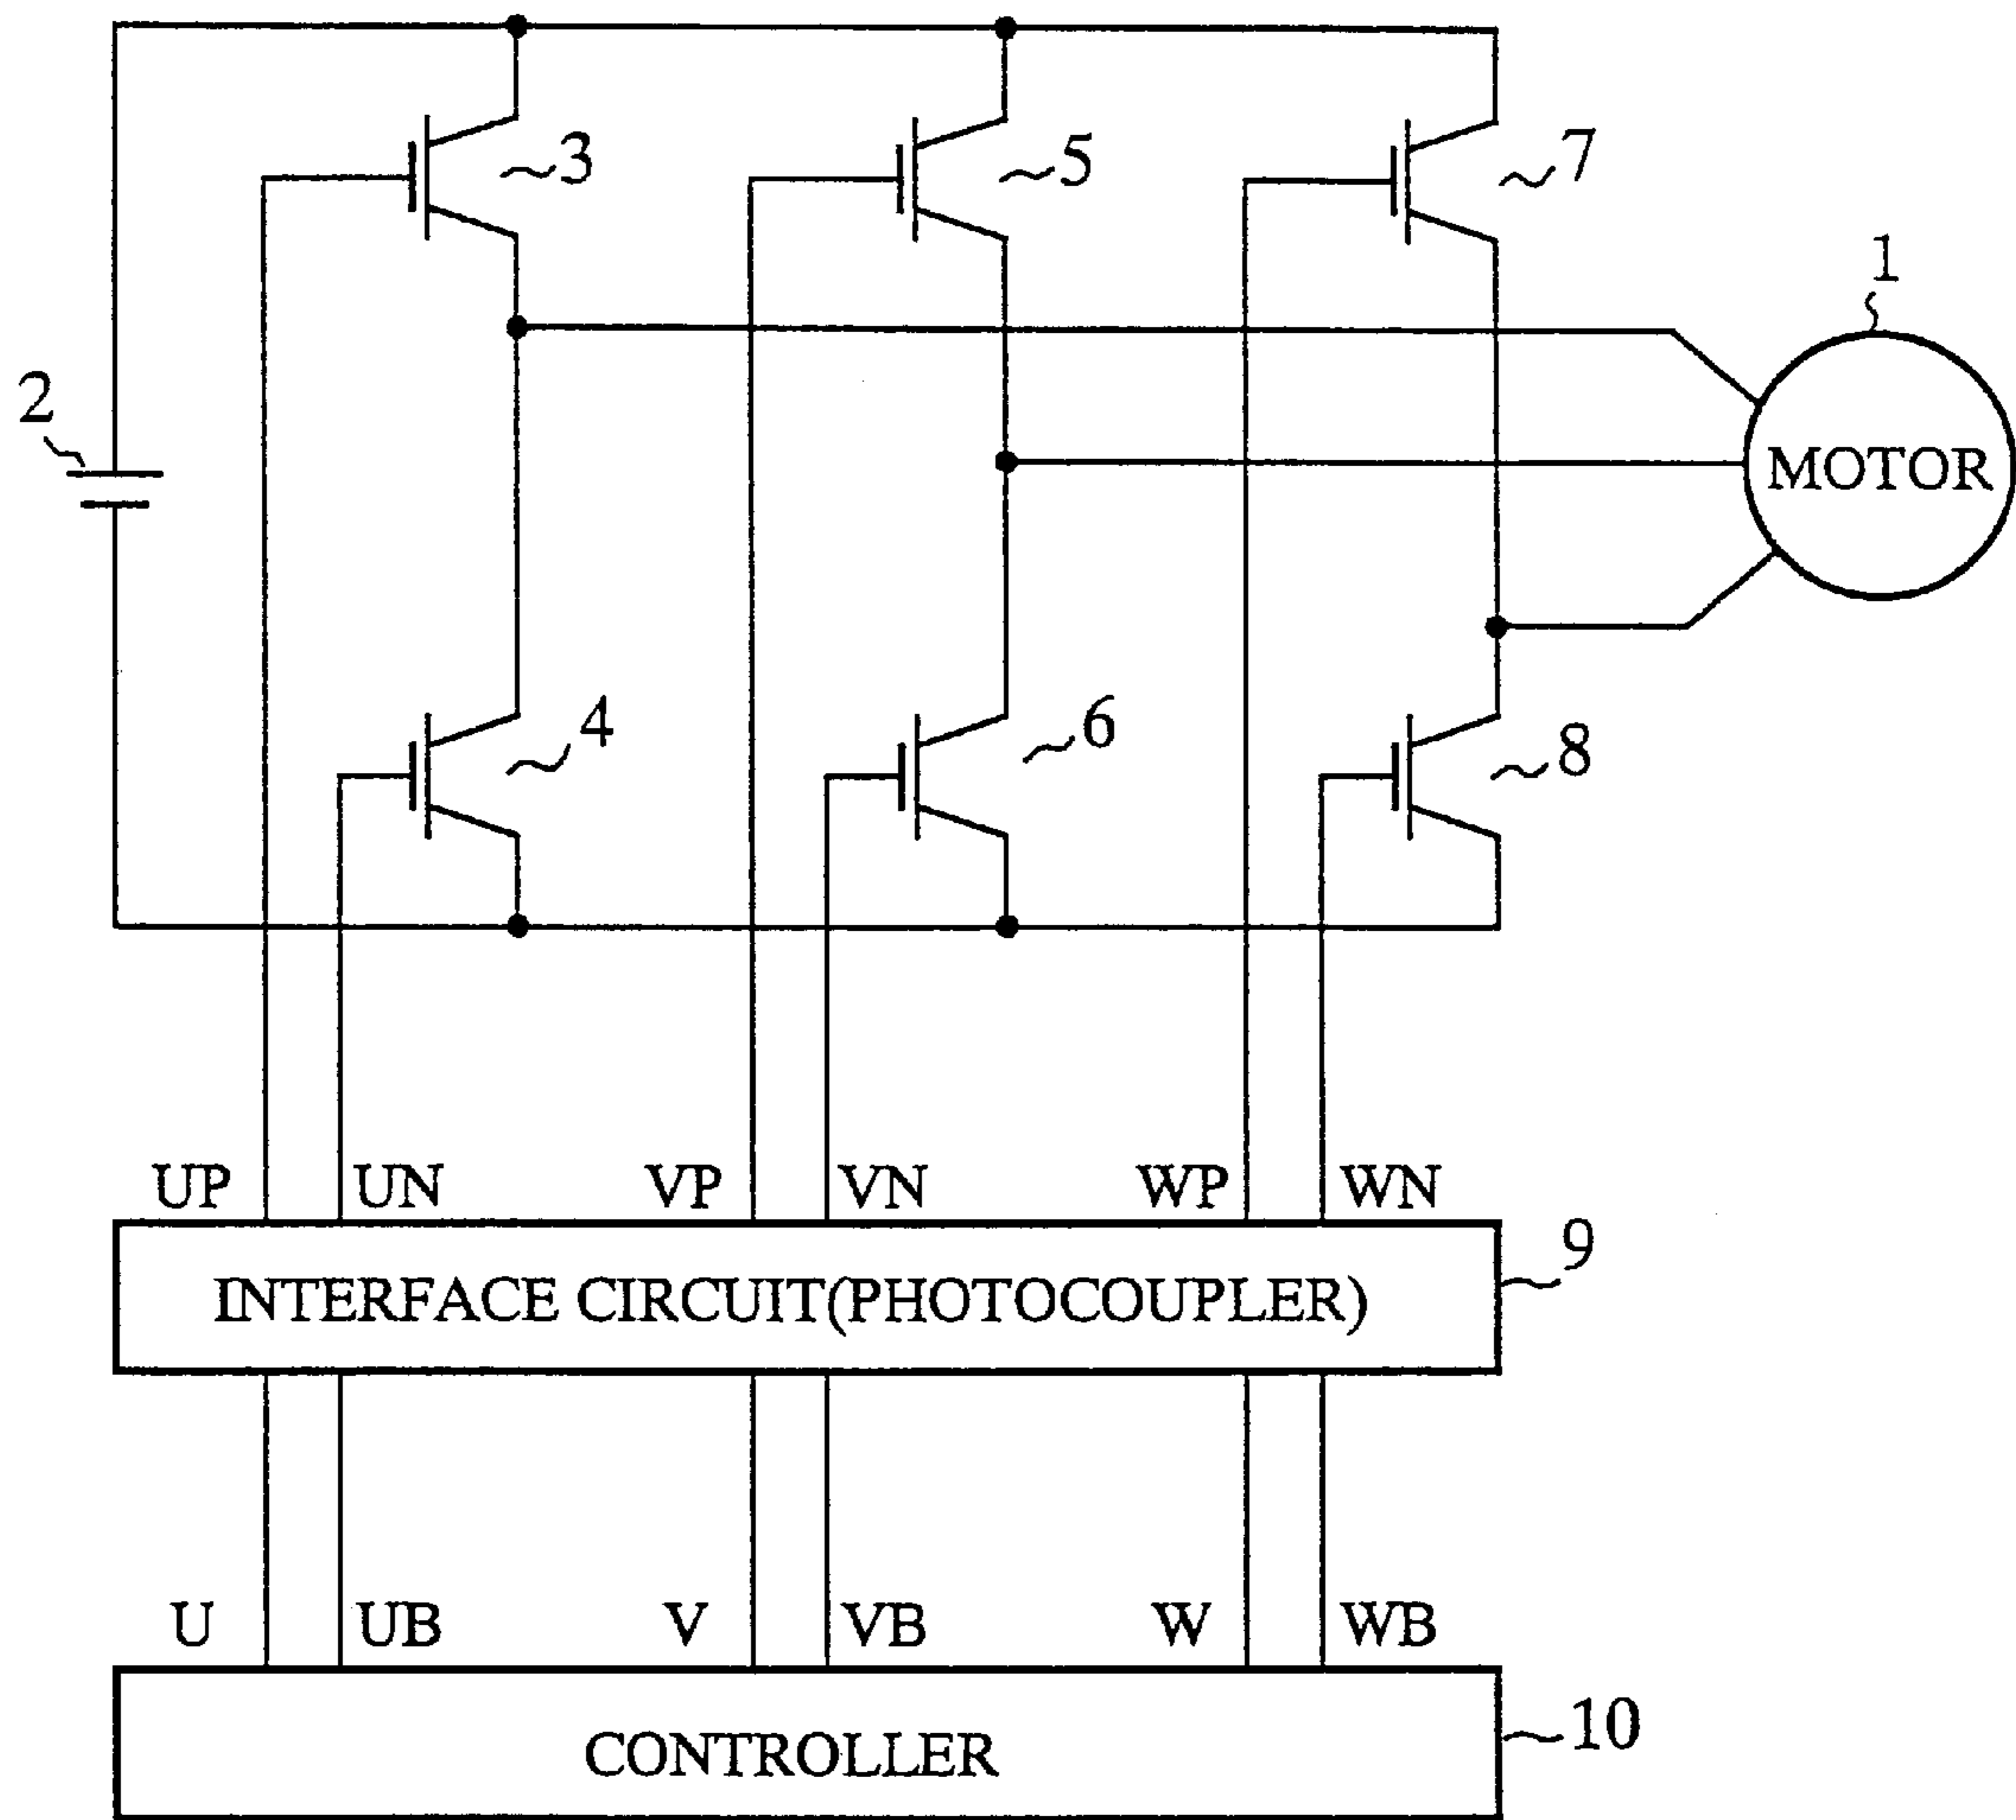 3
5
7
1
2
MOTOR
4
6
8
UP UN VP VN WP WN
9
INTERFACE CIRCUIT(PHOTOCOUPLER)
U UB V VB W WB
10
CONTROLLER